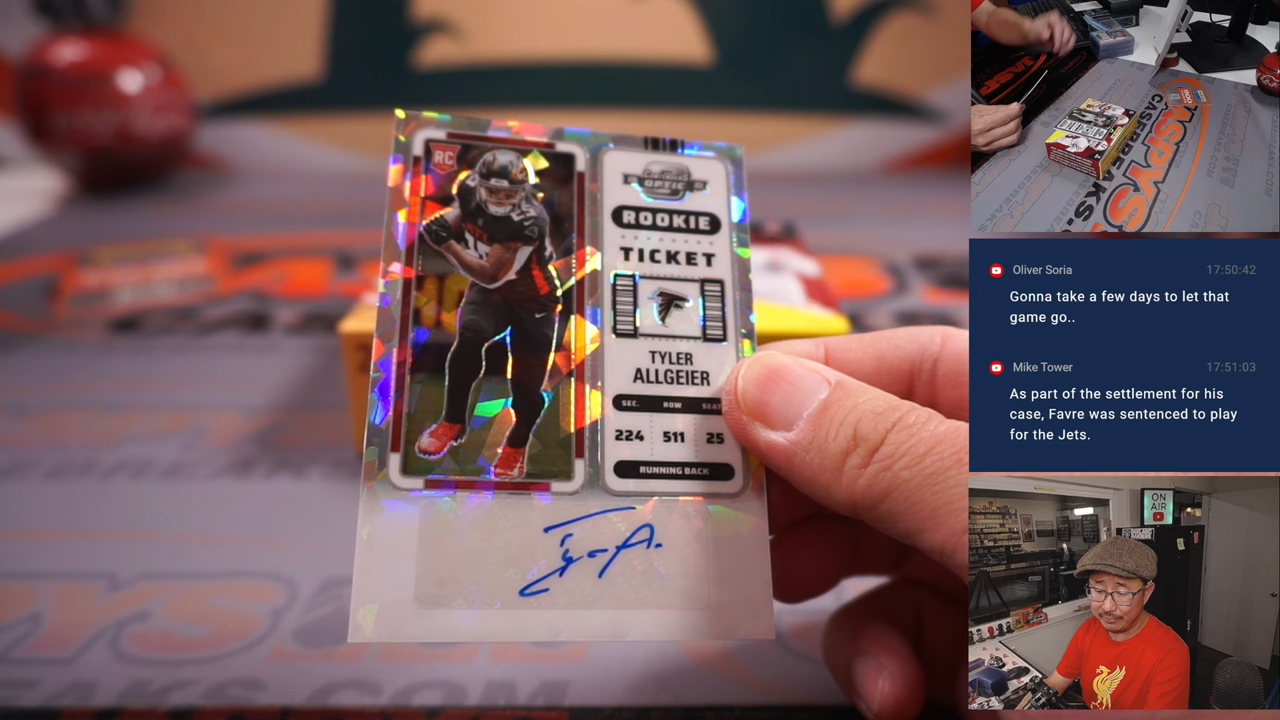 RC
OPTIC
ROOKIE
TICKET
TYLER
ALLGEIER
SEC. ROW SEAT
224 511 25
RUNNING BACK
Oliver Soria 17:50:42
Gonna take a few days to let that
game go..
Mike Tower 17:51:03
As part of the settlement for his
case, Favre was sentenced to play
for the Jets.
ON
AIR